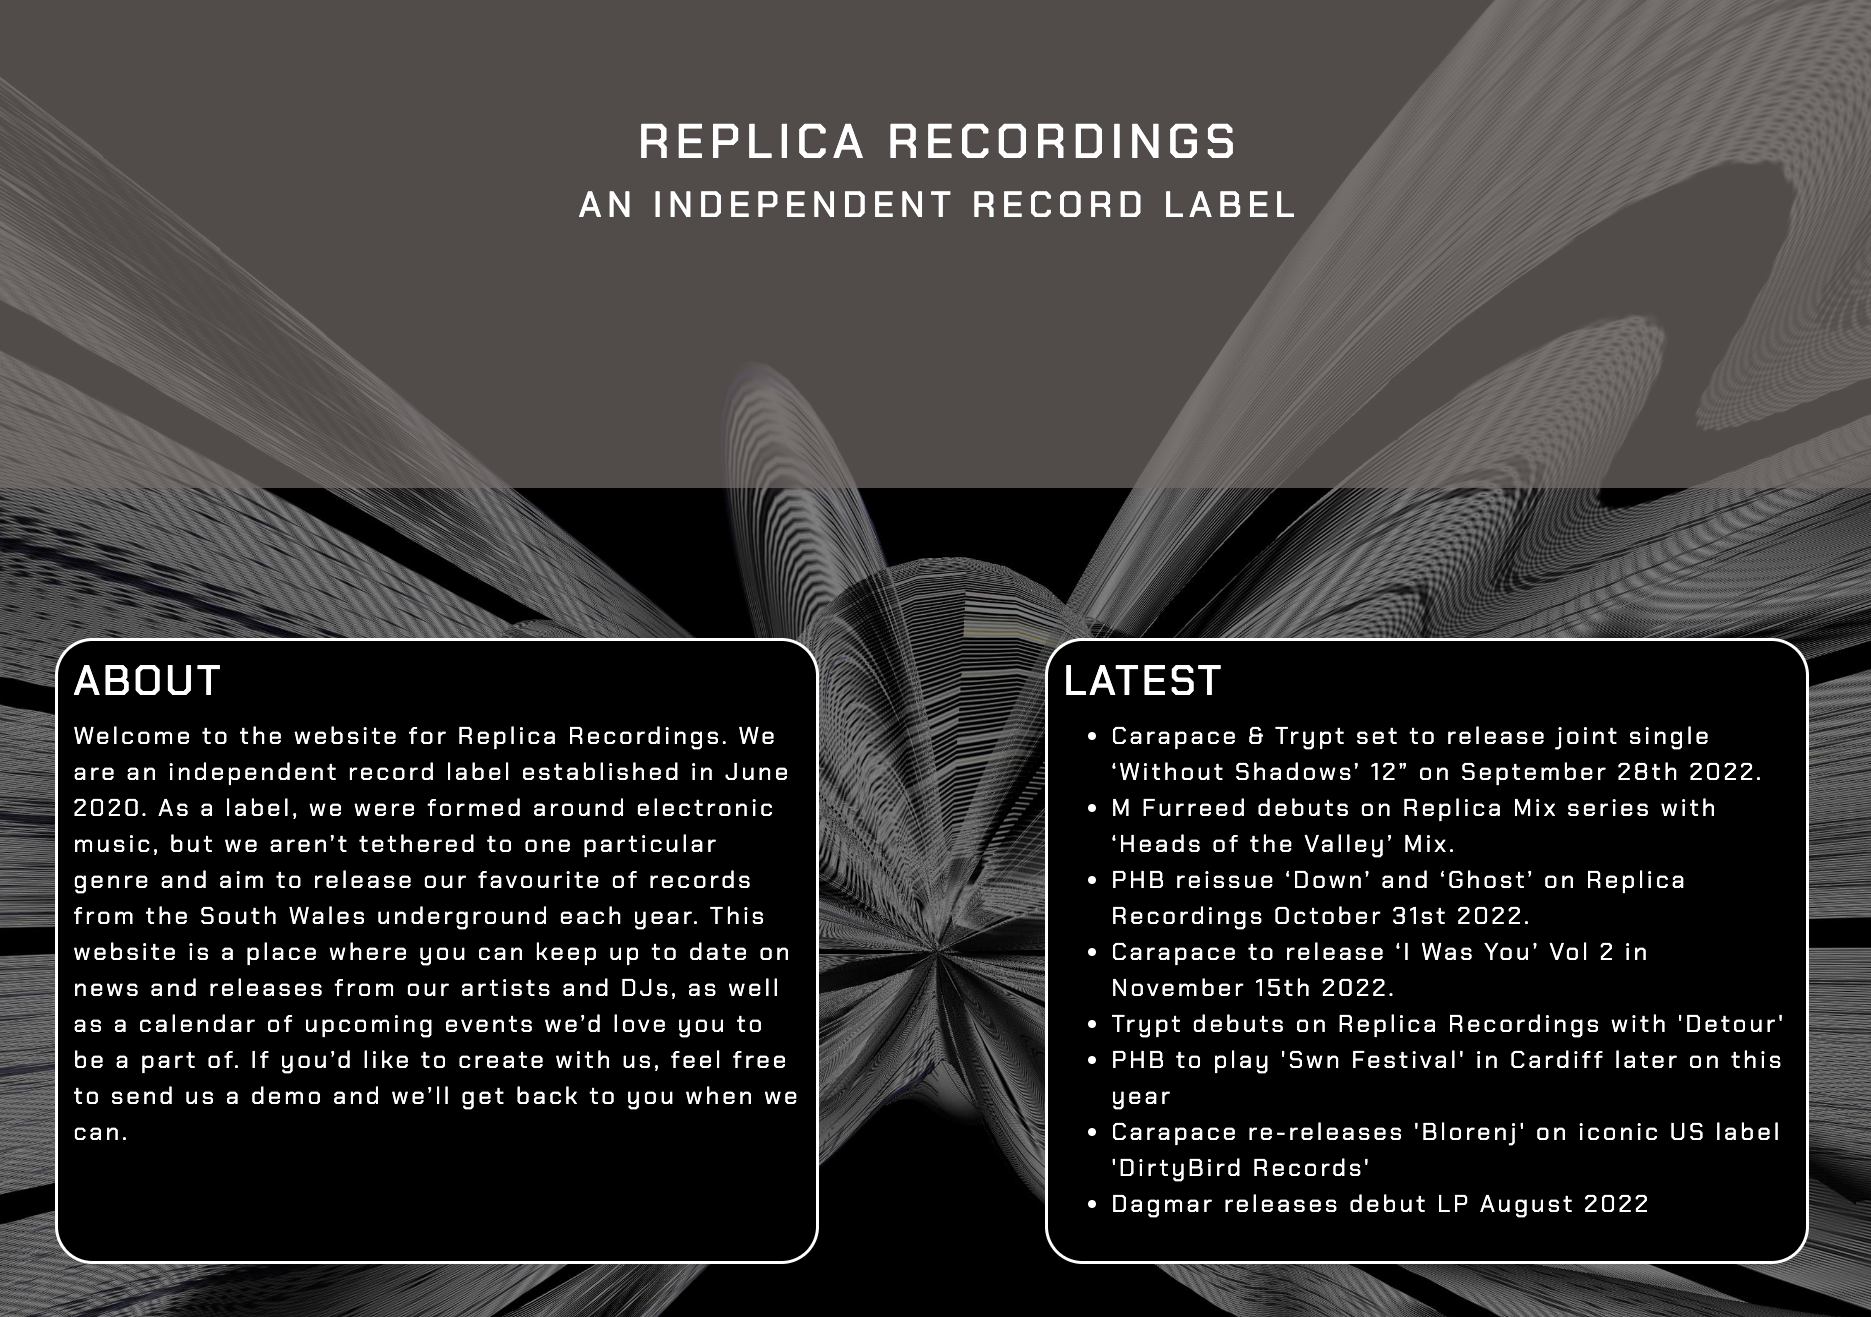 REPLICA RECORDINGS
AN INDEPENDENT RECORD LABEL
ABOUT
Welcome to the website for Replica Recordings. We
are an independent record label established in June
2020. As a label, we were formed around electronic
music, but we aren’t tethered to one particular
genre and aim to release our favourite of records
from the South Wales underground each year. This
website is a place where you can keep up to date on
news and releases from our artists and DJs, as well
as a calendar of upcoming events we’d love you to
be a part of. If you’d like to create with us, feel free
to send us a demo and we’ll get back to you when we
can.
LATEST
• Carapace & Trypt set to release joint single
‘Without Shadows’ 12” on September 28th 2022.
• M Furreed debuts on Replica Mix series with
‘Heads of the Valley’ Mix.
• PHB reissue ‘Down’ and ‘Ghost’ on Replica
Recordings October 31st 2022.
• Carapace to release ‘I Was You’ Vol 2 in
November 15th 2022.
• Trypt debuts on Replica Recordings with 'Detour'
• PHB to play 'Swn Festival' in Cardiff later on this
year
• Carapace re-releases 'Blorenj' on iconic US label
'DirtyBird Records'
• Dagmar releases debut LP August 2022